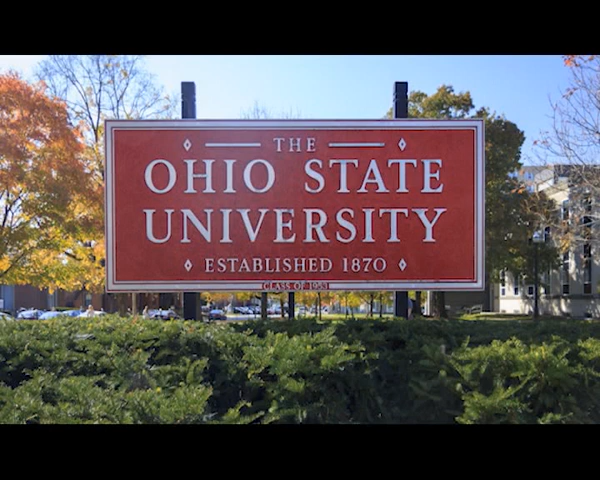 THE
OHIO STATE
UNIVERSITY
ESTABLISHED 1870
CLASS OF 1953